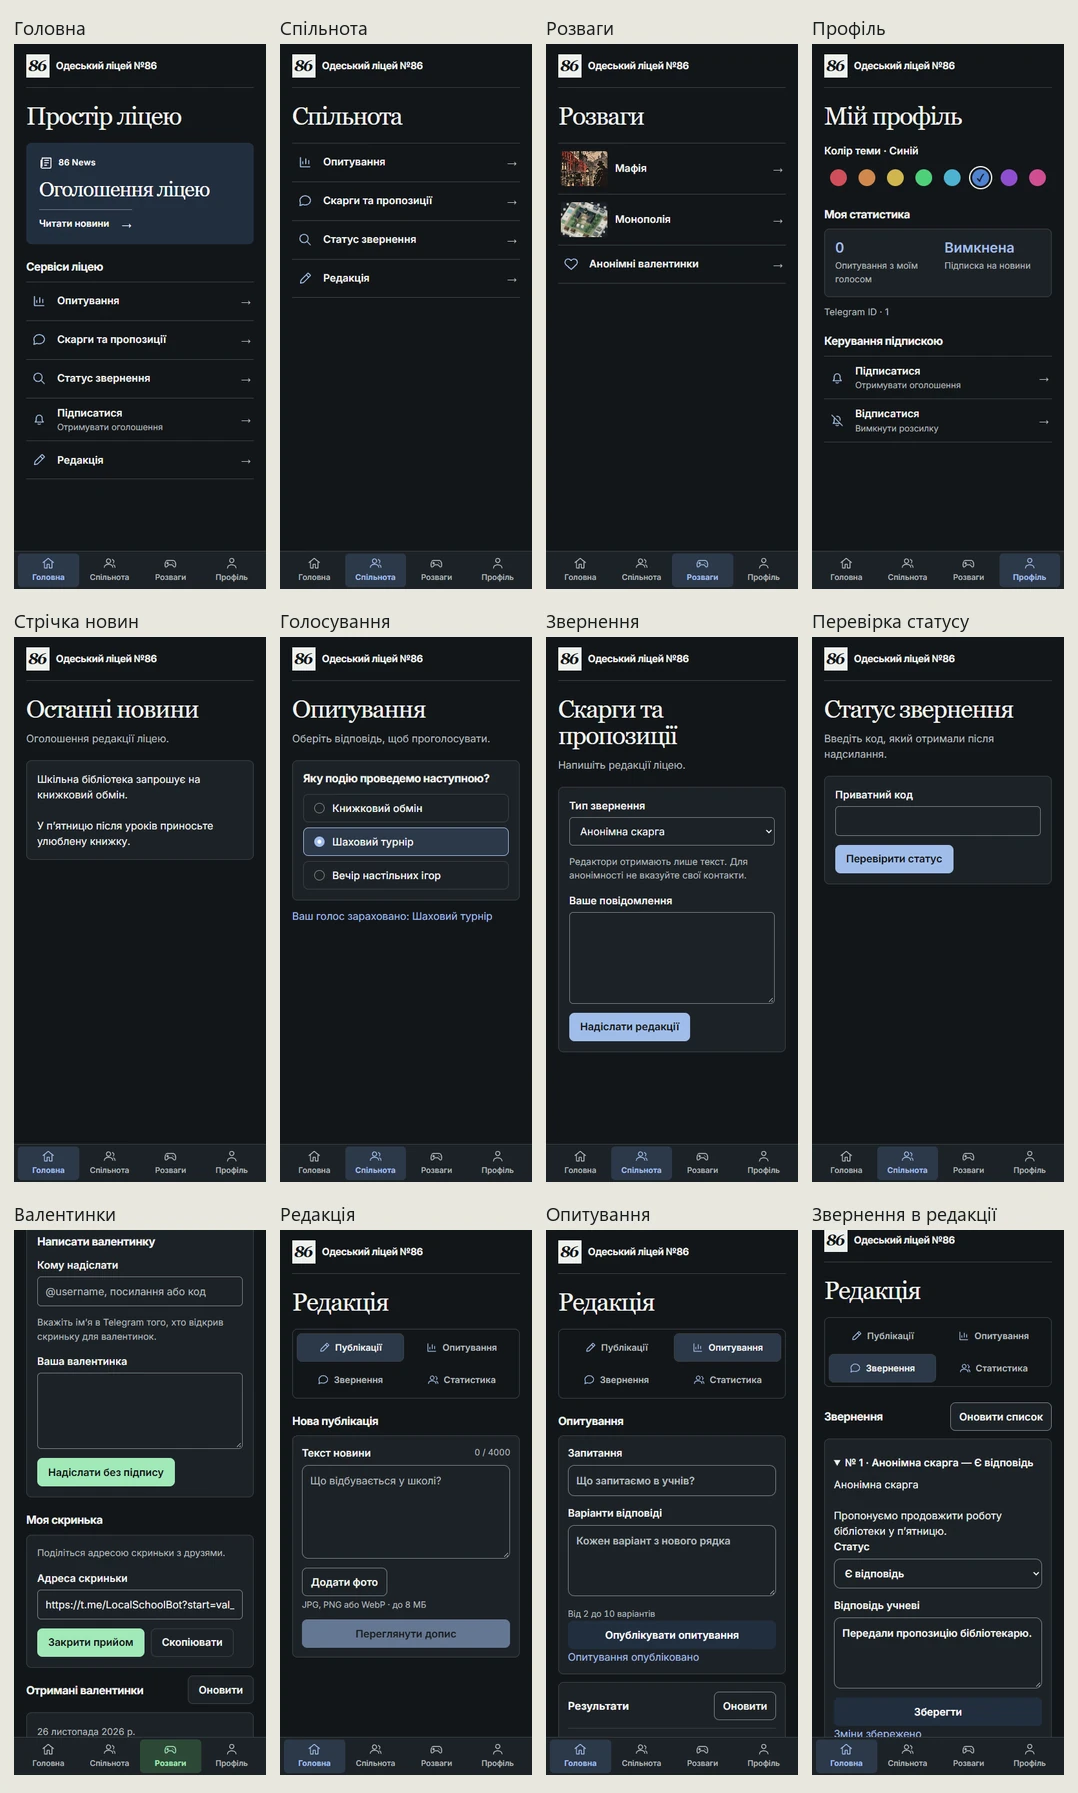 Головна
86 Одеський ліцей №86
Простір ліцею
86 News
Оголошення ліцею
Читати новини →
Сервіси ліцею
Опитування →
Скарги та пропозиції →
Статус звернення →
Підписатися →
Отримувати оголошення
Редакція →
Головна Спільнота Розваги Профіль
Спільнота
86 Одеський ліцей №86
Спільнота
Опитування →
Скарги та пропозиції →
Статус звернення →
Редакція →
Головна Спільнота Розваги Профіль
Розваги
86 Одеський ліцей №86
Розваги
Мафія →
Монополія →
Анонімні валентинки →
Головна Спільнота Розваги Профіль
Профіль
86 Одеський ліцей №86
Мій профіль
Колір теми · Синій
Моя статистика
0 Вимкнена
Опитування з моїм Підписка на новини
голосом
Telegram ID · 1
Керування підпискою
Підписатися →
Отримувати оголошення
Відписатися →
Вимкнути розсилку
Головна Спільнота Розваги Профіль
Стрічка новин
86 Одеський ліцей №86
Останні новини
Оголошення редакції ліцею.
Шкільна бібліотека запрошує на
книжковий обмін.
У п’ятницю після уроків приносьте
улюблену книжку.
Головна Спільнота Розваги Профіль
Голосування
86 Одеський ліцей №86
Опитування
Оберіть відповідь, щоб проголосувати.
Яку подію проведемо наступною?
Книжковий обмін
Шаховий турнір
Вечір настільних ігор
Ваш голос зараховано: Шаховий турнір
Головна Спільнота Розваги Профіль
Звернення
86 Одеський ліцей №86
Скарги та
пропозиції
Напишіть редакції ліцею.
Тип звернення
Анонімна скарга
Редактори отримають лише текст. Для
анонімності не вказуйте свої контакти.
Ваше повідомлення
Надіслати редакції
Головна Спільнота Розваги Профіль
Перевірка статусу
86 Одеський ліцей №86
Статус звернення
Введіть код, який отримали після
надсилання.
Приватний код
Перевірити статус
Головна Спільнота Розваги Профіль
Валентинки
Написати валентинку
Кому надіслати
@username, посилання або код
Вкажіть ім’я в Telegram того, хто відкрив
скриньку для валентинок.
Ваша валентинка
Надіслати без підпису
Моя скринька
Поділіться адресою скриньки з друзями.
Адреса скриньки
https://t.me/LocalSchoolBot?start=val_
Закрити прийом Скопіювати
Отримані валентинки Оновити
26 листопада 2026 р.
Головна Спільнота Розваги Профіль
Редакція
86 Одеський ліцей №86
Редакція
Публікації Опитування
Звернення Статистика
Нова публікація
Текст новини 0 / 4000
Що відбувається у школі?
Додати фото
JPG, PNG або WebP · до 8 МБ
Переглянути допис
Головна Спільнота Розваги Профіль
Опитування
86 Одеський ліцей №86
Редакція
Публікації Опитування
Звернення Статистика
Опитування
Запитання
Що запитаємо в учнів?
Варіанти відповіді
Кожен варіант з нового рядка
Від 2 до 10 варіантів
Опублікувати опитування
Опитування опубліковано
Результати Оновити
Головна Спільнота Розваги Профіль
Звернення в редакції
86 Одеський ліцей №86
Редакція
Публікації Опитування
Звернення Статистика
Звернення Оновити список
▼ № 1 · Анонімна скарга — Є відповідь
Анонімна скарга
Пропонуємо продовжити роботу
бібліотеки у п’ятницю.
Статус
Є відповідь
Відповідь учневі
Передали пропозицію бібліотекарю.
Зберегти
Зміни збережено
Головна Спільнота Розваги Профіль